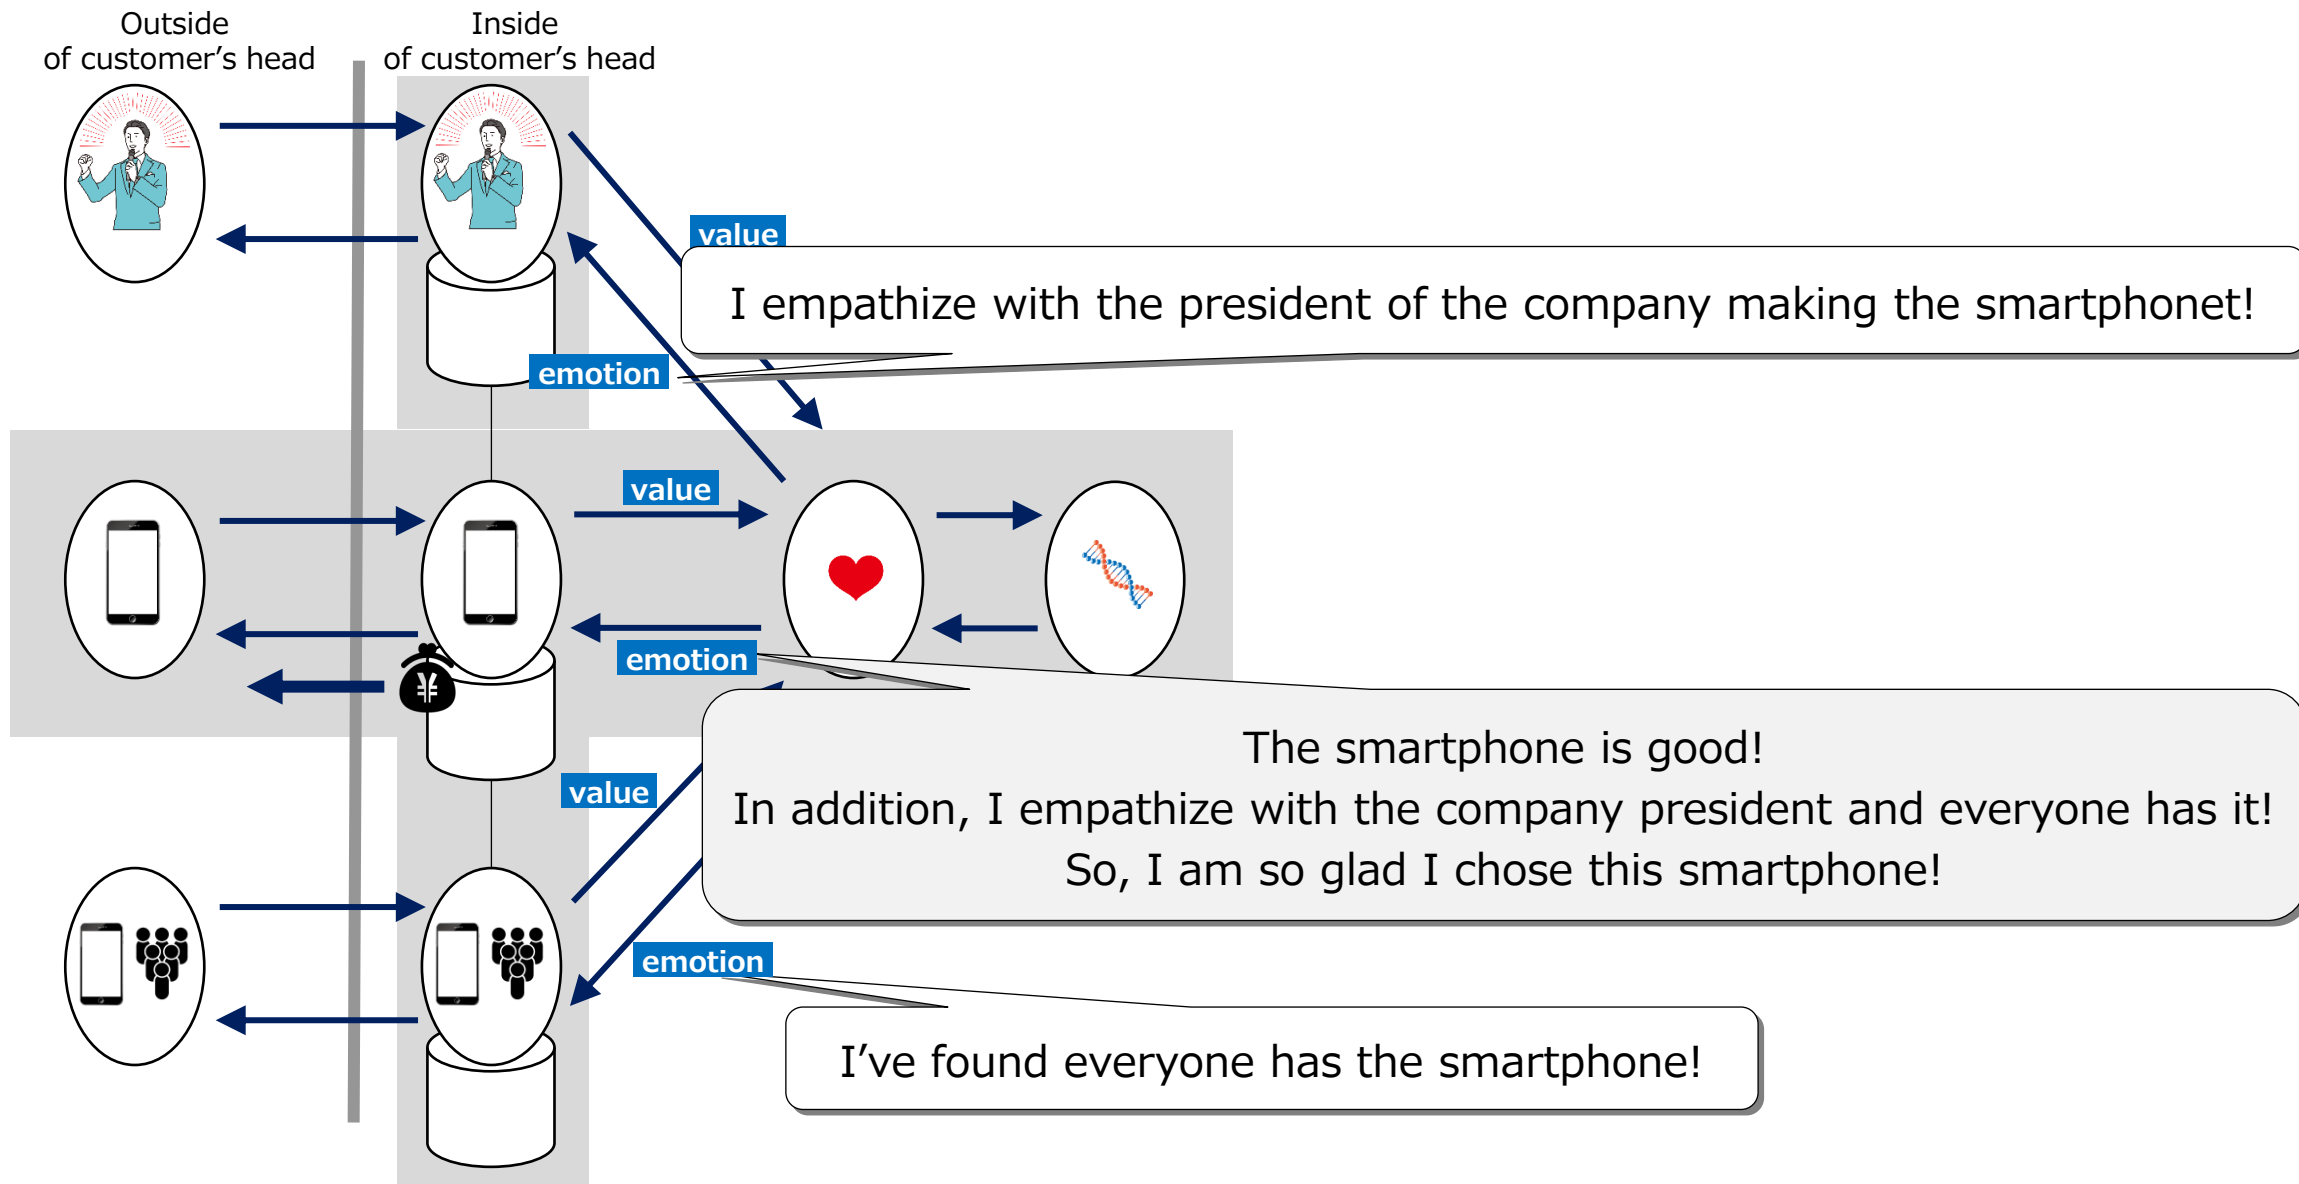 Outside
of customer’s head
Inside
of customer’s head
value
I empathize with the president of the company making the smartphonet!
emotion
value
emotion
¥
The smartphone is good!
In addition, I empathize with the company president and everyone has it!
So, I am so glad I chose this smartphone!
value
emotion
I’ve found everyone has the smartphone!